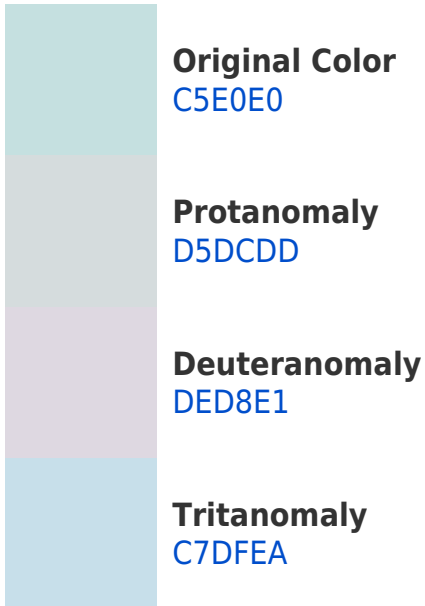 Original Color
C5E0E0
Protanomaly
D5DCDD
Deuteranomaly
DED8E1
Tritanomaly
C7DFEA